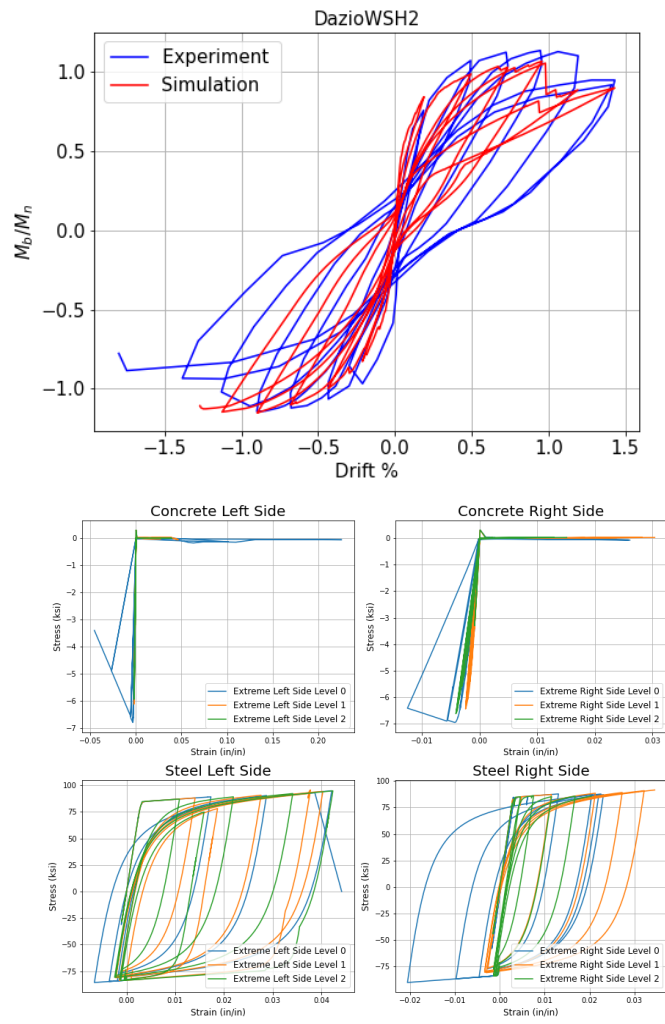 DazioWSH2
Experiment
Simulation
1.0
0.5
0.0
−0.5
−1.0
M_b/M_n
−1.5 −1.0 −0.5 0.0 0.5 1.0 1.5
Drift %
Concrete Left Side
0
−1
−2
−3
−4
−5
−6
−7
Stress (ksi)
Extreme Left Side Level 0
Extreme Left Side Level 1
Extreme Left Side Level 2
−0.05 0.00 0.05 0.10 0.15 0.20
Strain (in/in)
Concrete Right Side
0
−1
−2
−3
−4
−5
−6
−7
Stress (ksi)
Extreme Right Side Level 0
Extreme Right Side Level 1
Extreme Right Side Level 2
−0.01 0.00 0.01 0.02 0.03
Strain (in/in)
Steel Left Side
100
75
50
25
0
−25
−50
−75
Stress (ksi)
Extreme Left Side Level 0
Extreme Left Side Level 1
Extreme Left Side Level 2
0.00 0.01 0.02 0.03 0.04
Strain (in/in)
Steel Right Side
100
75
50
25
0
−25
−50
−75
Stress (ksi)
Extreme Right Side Level 0
Extreme Right Side Level 1
Extreme Right Side Level 2
−0.02 −0.01 0.00 0.01 0.02 0.03
Strain (in/in)